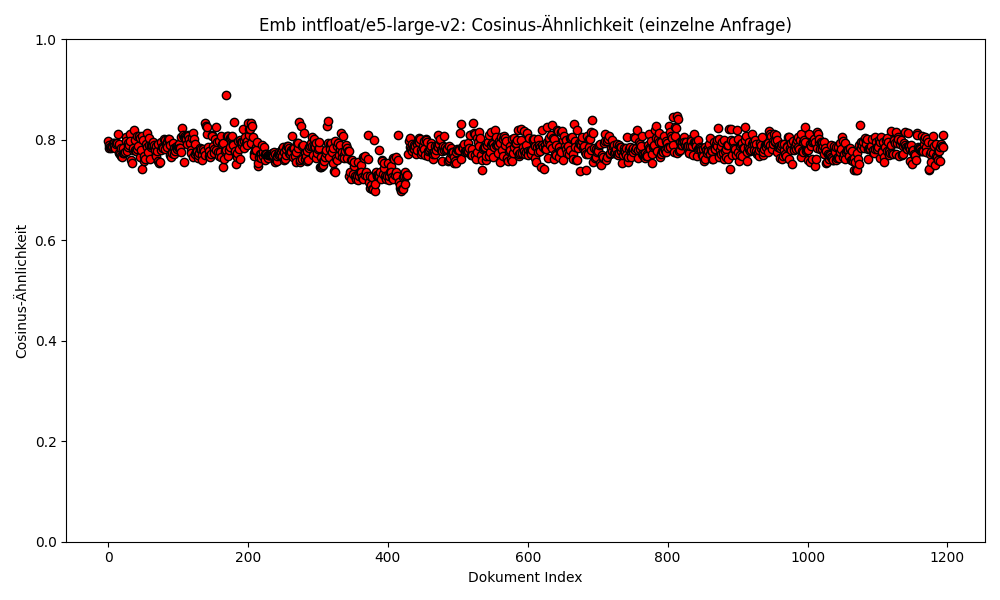 Emb intfloat/e5-large-v2: Cosinus-Ähnlichkeit (einzelne Anfrage)
1.0
0.8
0.6
0.4
0.2
0.0
Cosinus-Ähnlichkeit
0 200 400 600 800 1000 1200
Dokument Index